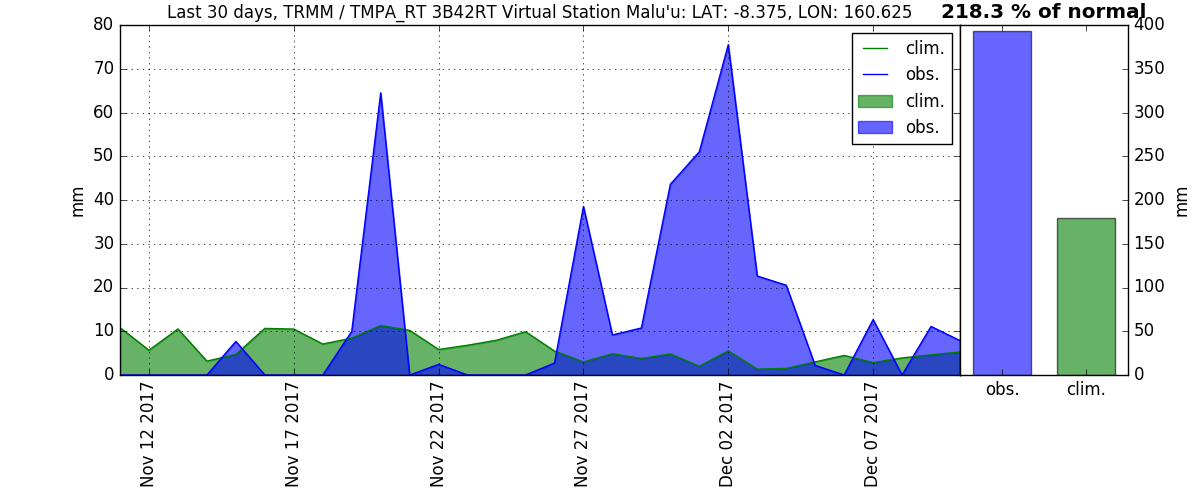 Last 30 days, TRMM / TMPA_RT 3B42RT Virtual Station Malu'u: LAT: -8.375, LON: 160.625
218.3 % of normal
80
70
60
50
40
30
20
10
0
mm
clim.
obs.
clim.
obs.
400
350
300
250
200
150
100
50
0
mm
Nov 12 2017
Nov 17 2017
Nov 22 2017
Nov 27 2017
Dec 02 2017
Dec 07 2017
obs.
clim.